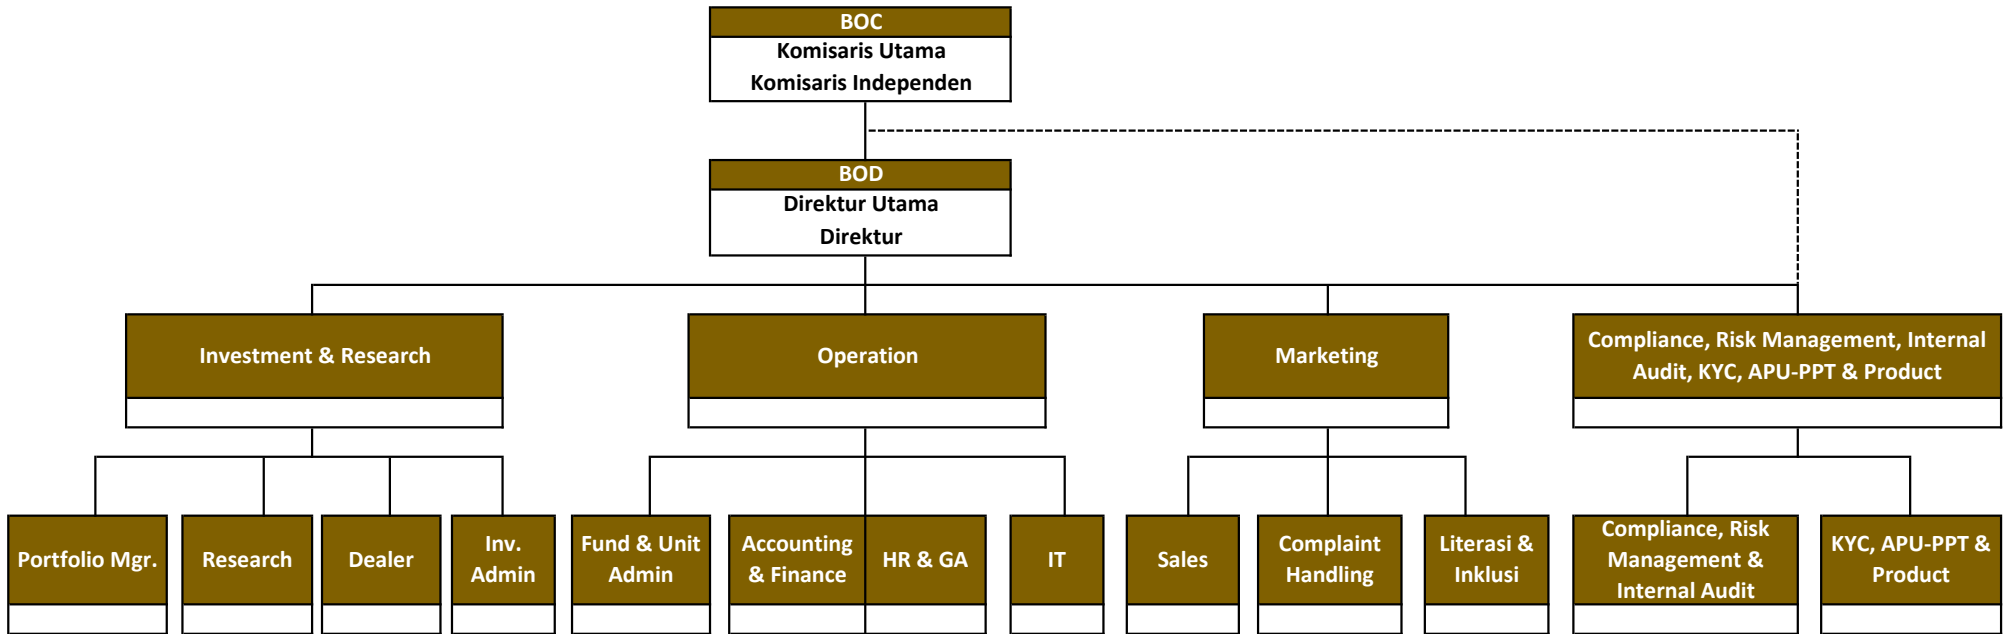 BOC
Komisaris Utama
Komisaris Independen
BOD
Direktur Utama
Direktur
Investment & Research
Operation
Marketing
Compliance, Risk Management, Internal
Audit, KYC, APU-PPT & Product
Portfolio Mgr.
Research
Dealer
Inv.
Admin
Fund & Unit
Admin
Accounting
& Finance
HR & GA
IT
Sales
Complaint
Handling
Literasi &
Inklusi
Compliance, Risk
Management &
Internal Audit
KYC, APU-PPT &
Product